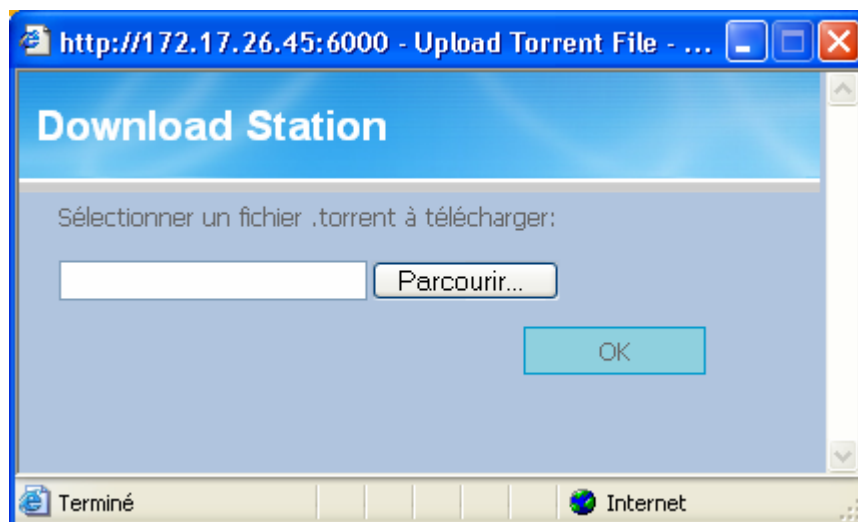 http://172.17.26.45:6000 - Upload Torrent File - ...
Download Station
Sélectionner un fichier .torrent à télécharger:
Parcourir...
OK
Terminé
Internet